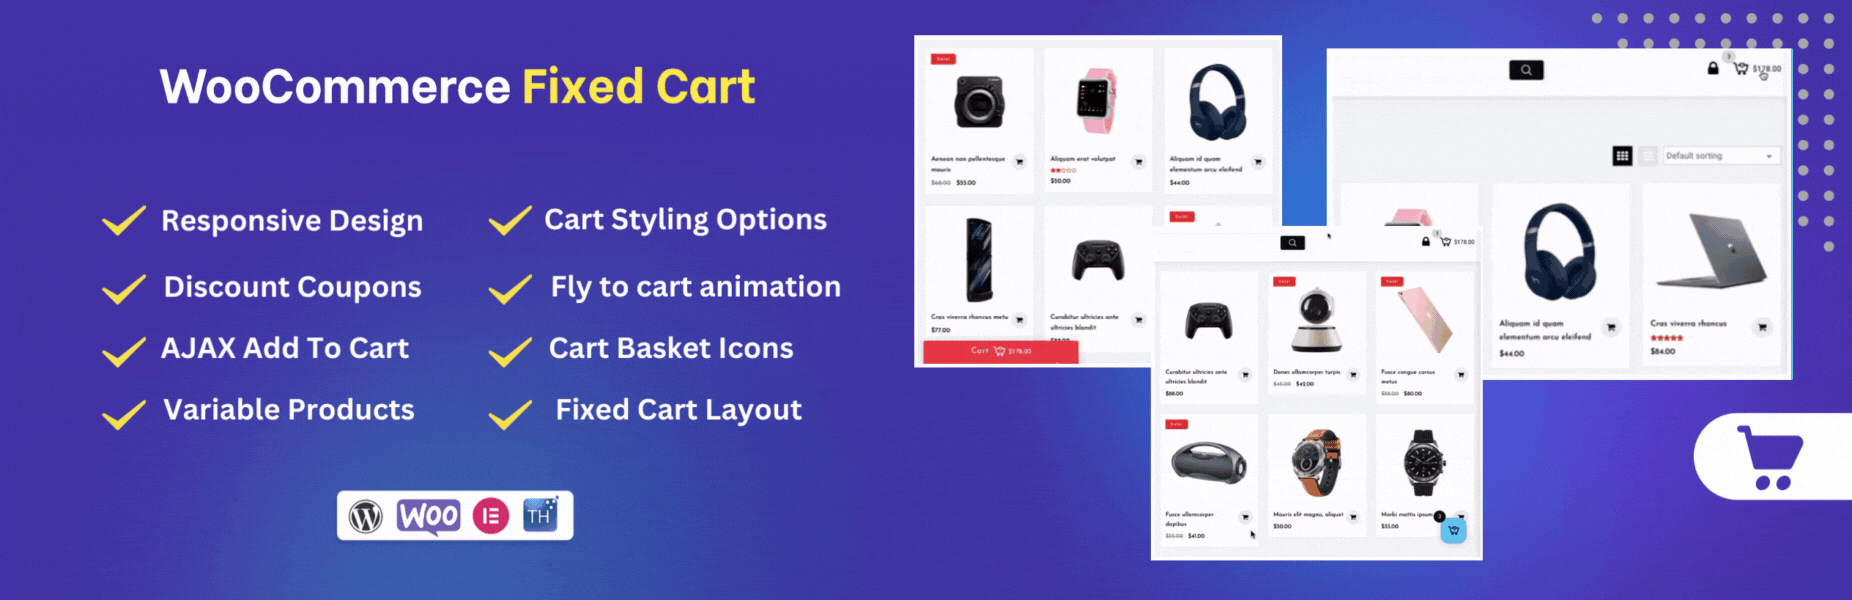 WooCommerce Fixed Cart
Responsive Design
Cart Styling Options
Discount Coupons
Fly to cart animation
AJAX Add To Cart
Cart Basket Icons
Variable Products
Fixed Cart Layout
WOO
TH
Sale!
Aenean non pellentesque
mauris
$68.00 $55.00
Aliquam erat volutpat
$50.00
Aliquam id quam
elementum arcu eleifend
$44.00
Sale!
Cras viverra rhoncus metu
$77.00
Curabitur ultricies ante
ultricies blandit
Cart $178.00
$178.00
Default sorting
Aliquam id quam
elementum arcu eleifend
$44.00
Cras viverra rhoncus
$84.00
$178.00
Curabitur ultricies ante
ultricies blandit
$88.00
Sale!
Donec ullamcorper turpis
$45.00 $42.00
Sale!
Fusce congue cursus
metus
$88.00 $80.00
Sale!
Fusce ullamcorper
dapibus
$55.00 $41.00
Mauris elit magna, aliquet
$50.00
Morbi mattis ipsum
$33.00